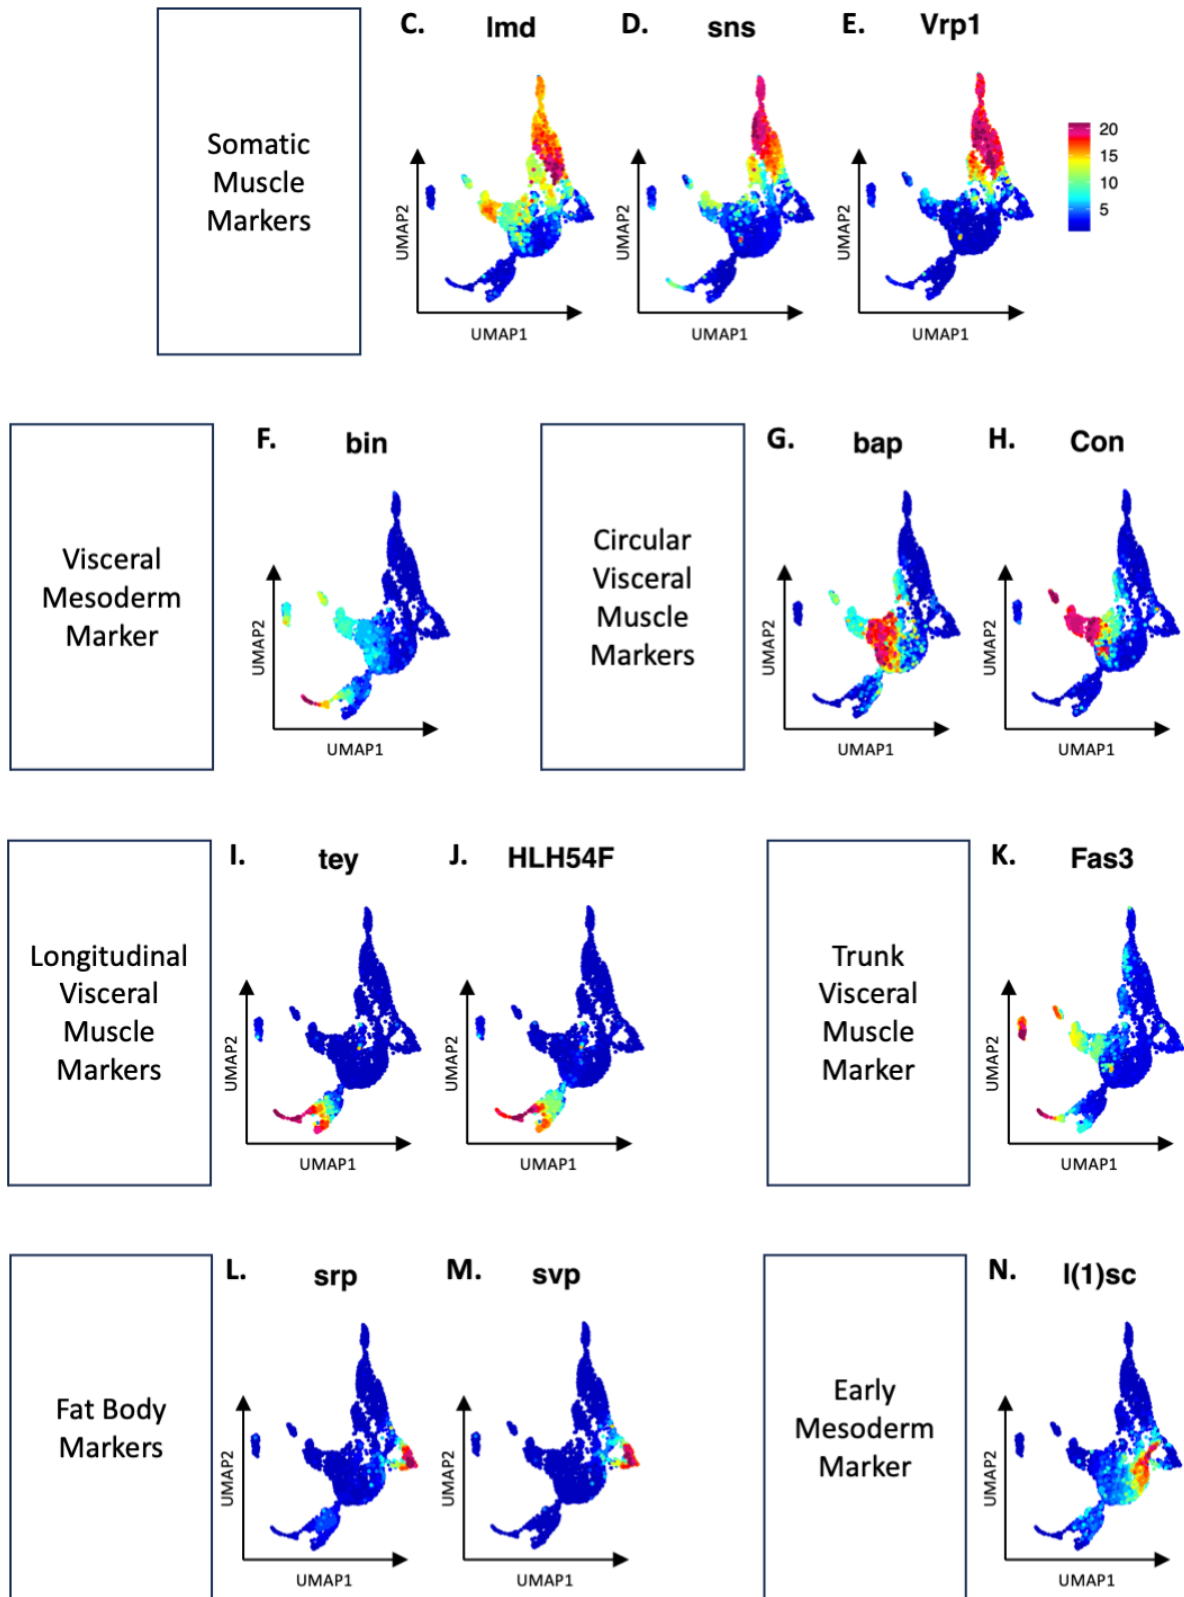 C.
lmd
D.
sns
E.
Vrp1
Somatic
Muscle
Markers
20
15
10
5
UMAP2
UMAP1
UMAP2
UMAP1
UMAP2
UMAP1
Visceral
Mesoderm
Marker
F.
bin
UMAP2
UMAP1
Circular
Visceral
Muscle
Markers
G.
bap
H.
Con
UMAP2
UMAP1
UMAP2
UMAP1
Longitudinal
Visceral
Muscle
Markers
I.
tey
J.
HLH54F
UMAP2
UMAP1
UMAP2
UMAP1
Trunk
Visceral
Muscle
Marker
K.
Fas3
UMAP2
UMAP1
Fat Body
Markers
L.
srp
M.
svp
UMAP2
UMAP1
UMAP2
UMAP1
Early
Mesoderm
Marker
N.
l(1)sc
UMAP2
UMAP1